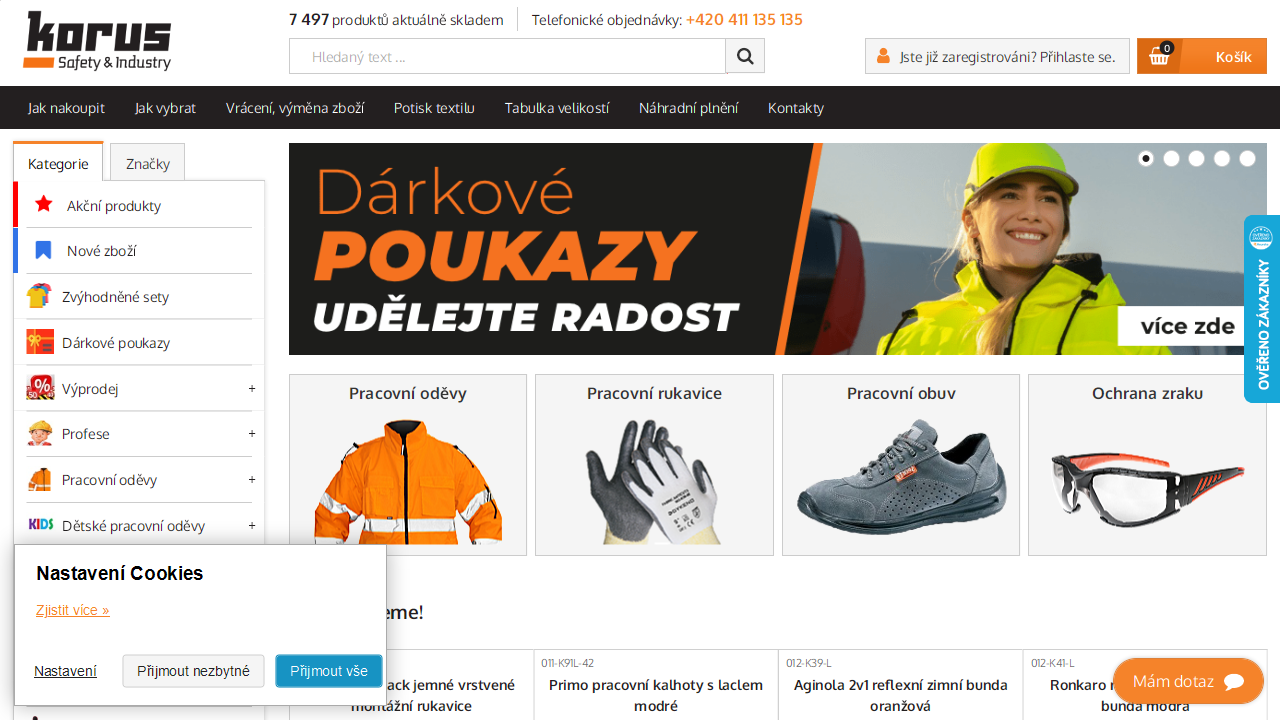 korus
Safety & Industry
7 497 produktů aktuálně skladem
Telefonické objednávky: +420 411 135 135
Hledaný text ...
Jste již zaregistrováni? Přihlaste se.
0
Košík
Jak nakoupit
Jak vybrat
Vrácení, výměna zboží
Potisk textilu
Tabulka velikostí
Náhradní plnění
Kontakty
Kategorie
Značky
Akční produkty
Nové zboží
Zvýhodněné sety
Dárkové poukazy
Výprodej +
Profese +
Pracovní oděvy +
KIDS Dětské pracovní oděvy +
Dárkové
POUKAZY
UDĚLEJTE RADOST
více zde
OVĚŘENO ZÁKAZNÍKY
Pracovní oděvy
Pracovní rukavice
Pracovní obuv
Ochrana zraku
Nastavení Cookies
Zjistit více »
Nastavení
Přijmout nezbytné
Přijmout vše
eme!
ack jemné vrstvené
montážní rukavice
011-K91L-42
Primo pracovní kalhoty s laclem
modré
012-K39-L
Aginola 2v1 reflexní zimní bunda
oranžová
012-K41-L
Ronkaro
bunda modrá
Mám dotaz